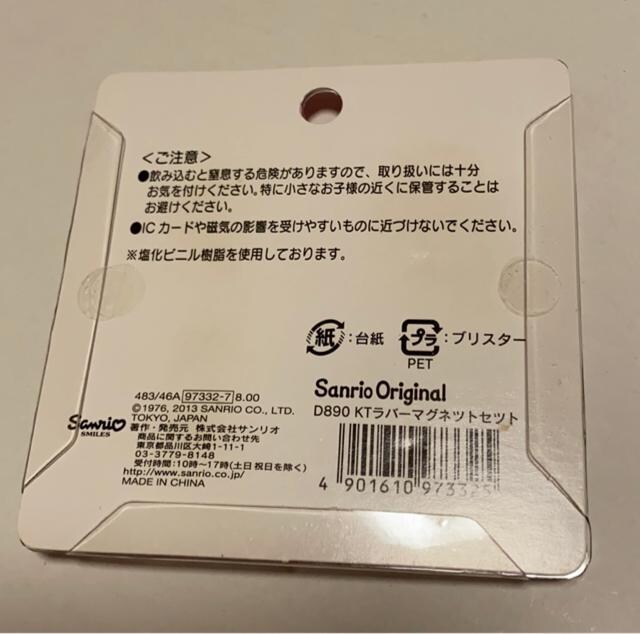 <ご注意>
●飲み込むと窒息する危険がありますので、取り扱いには十分
お気を付けください。特に小さなお子様の近くに保管することは
お避けください。
●ICカードや磁気の影響を受けやすいものに近づけないでください。
※塩化ビニル樹脂を使用しております。
紙:台紙 プラ:ブリスター
PET
483/46A 97332-7 8.00
©1976, 2013 SANRIO CO., LTD.
TOKYO, JAPAN
Sanrio
SMILES
著作・発売元 株式会社サンリオ
商品に関するお問い合わせ先
東京都品川区大崎1-11-1
03-3779-8148
受付時間:10時~17時(土日祝日を除く)
http://www.sanrio.co.jp/
MADE IN CHINA
Sanrio Original
D890 KTラバーマグネットセット
4 901610 973325